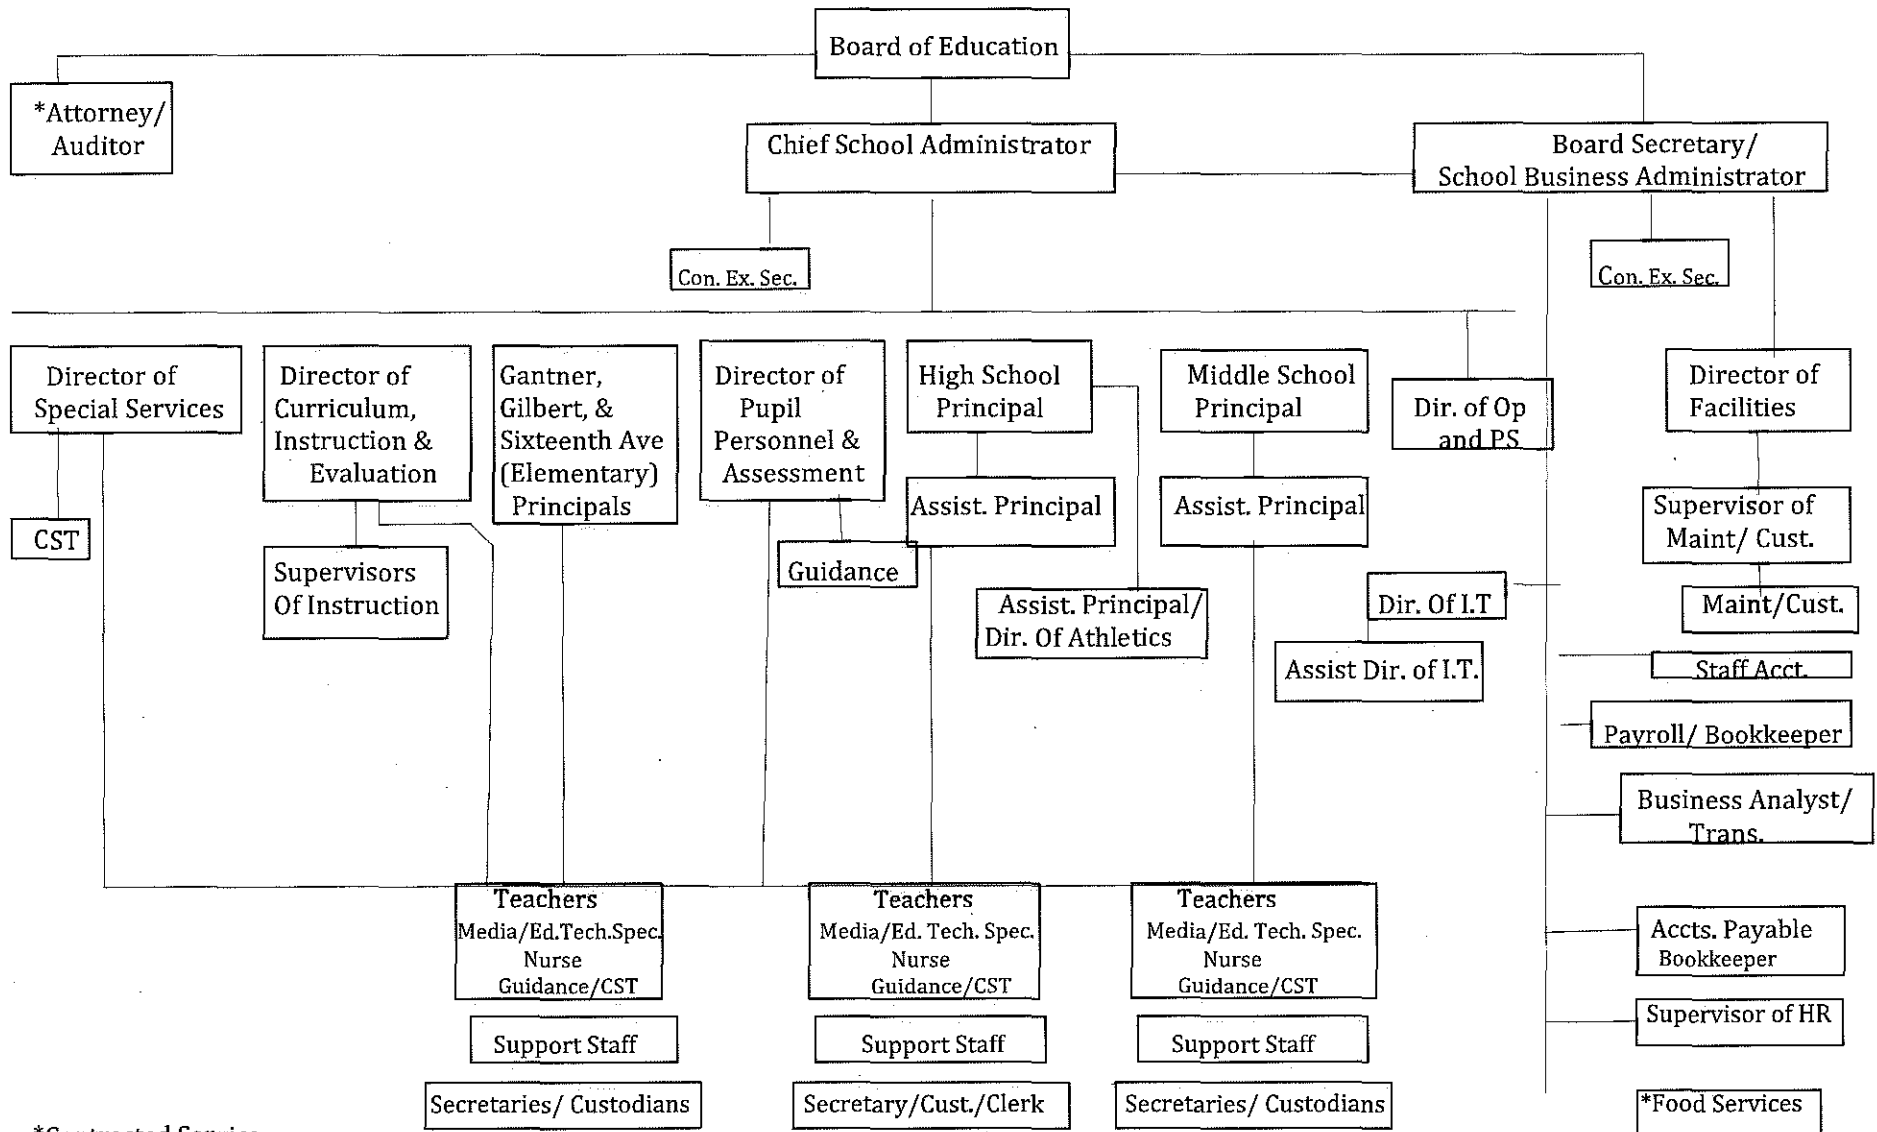 Board of Education
*Attorney/
Auditor
Chief School Administrator
Board Secretary/
School Business Administrator
Con. Ex. Sec.
Con. Ex. Sec.
Director of
Special Services
Director of
Curriculum,
Instruction &
Evaluation
Gantner,
Gilbert, &
Sixteenth Ave
(Elementary)
Principals
Director of
Pupil
Personnel &
Assessment
High School
Principal
Middle School
Principal
Dir. of Op
and PS
Director of
Facilities
CST
Supervisors
Of Instruction
Guidance
Assist. Principal
Assist. Principal
Assist. Principal/
Dir. Of Athletics
Dir. Of I.T
Assist Dir. of I.T.
Supervisor of
Maint/ Cust.
Maint/Cust.
Staff Acct.
Payroll/ Bookkeeper
Business Analyst/
Trans.
Accts. Payable
Bookkeeper
Supervisor of HR
*Food Services
Teachers
Media/Ed.Tech.Spec.
Nurse
Guidance/CST
Support Staff
Secretaries/ Custodians
Teachers
Media/Ed. Tech. Spec.
Nurse
Guidance/CST
Support Staff
Secretary/Cust./Clerk
Teachers
Media/Ed. Tech. Spec.
Nurse
Guidance/CST
Support Staff
Secretaries/ Custodians